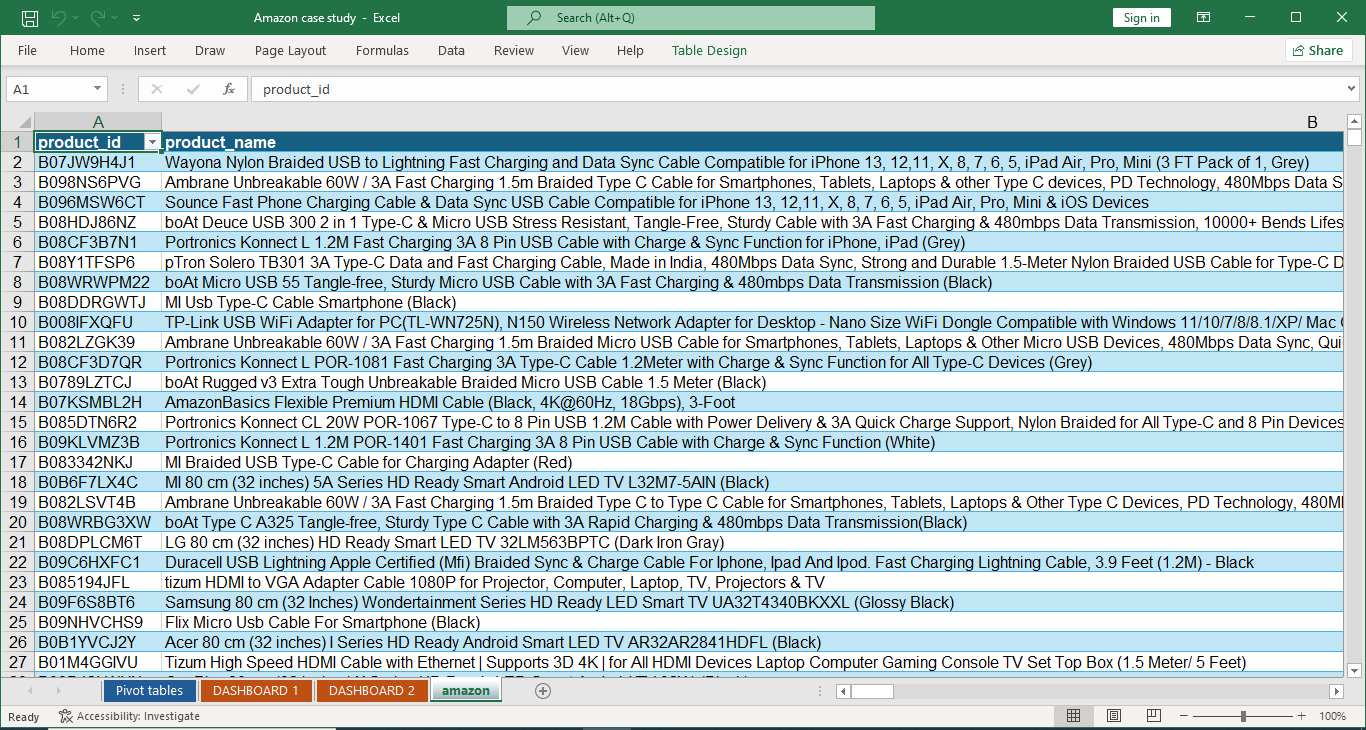 Amazon case study - Excel
Search (Alt+Q)
Sign in
File Home Insert Draw Page Layout Formulas Data Review View Help Table Design Share
A1 fx product_id
A B
1 product_id product_name
2 B07JW9H4J1 Wayona Nylon Braided USB to Lightning Fast Charging and Data Sync Cable Compatible for iPhone 13, 12,11, X, 8, 7, 6, 5, iPad Air, Pro, Mini (3 FT Pack of 1, Grey)
3 B098NS6PVG Ambrane Unbreakable 60W / 3A Fast Charging 1.5m Braided Type C Cable for Smartphones, Tablets, Laptops & other Type C devices, PD Technology, 480Mbps Data S
4 B096MSW6CT Sounce Fast Phone Charging Cable & Data Sync USB Cable Compatible for iPhone 13, 12,11, X, 8, 7, 6, 5, iPad Air, Pro, Mini & iOS Devices
5 B08HDJ86NZ boAt Deuce USB 300 2 in 1 Type-C & Micro USB Stress Resistant, Tangle-Free, Sturdy Cable with 3A Fast Charging & 480mbps Data Transmission, 10000+ Bends Lifes
6 B08CF3B7N1 Portronics Konnect L 1.2M Fast Charging 3A 8 Pin USB Cable with Charge & Sync Function for iPhone, iPad (Grey)
7 B08Y1TFSP6 pTron Solero TB301 3A Type-C Data and Fast Charging Cable, Made in India, 480Mbps Data Sync, Strong and Durable 1.5-Meter Nylon Braided USB Cable for Type-C D
8 B08WRWPM22 boAt Micro USB 55 Tangle-free, Sturdy Micro USB Cable with 3A Fast Charging & 480mbps Data Transmission (Black)
9 B08DDRGWTJ MI Usb Type-C Cable Smartphone (Black)
10 B008IFXQFU TP-Link USB WiFi Adapter for PC(TL-WN725N), N150 Wireless Network Adapter for Desktop - Nano Size WiFi Dongle Compatible with Windows 11/10/7/8/8.1/XP/ Mac
11 B082LZGK39 Ambrane Unbreakable 60W / 3A Fast Charging 1.5m Braided Micro USB Cable for Smartphones, Tablets, Laptops & Other Micro USB Devices, 480Mbps Data Sync, Qui
12 B08CF3D7QR Portronics Konnect L POR-1081 Fast Charging 3A Type-C Cable 1.2Meter with Charge & Sync Function for All Type-C Devices (Grey)
13 B0789LZTCJ boAt Rugged v3 Extra Tough Unbreakable Braided Micro USB Cable 1.5 Meter (Black)
14 B07KSMBL2H AmazonBasics Flexible Premium HDMI Cable (Black, 4K@60Hz, 18Gbps), 3-Foot
15 B085DTN6R2 Portronics Konnect CL 20W POR-1067 Type-C to 8 Pin USB 1.2M Cable with Power Delivery & 3A Quick Charge Support, Nylon Braided for All Type-C and 8 Pin Devices
16 B09KLVMZ3B Portronics Konnect L 1.2M POR-1401 Fast Charging 3A 8 Pin USB Cable with Charge & Sync Function (White)
17 B083342NKJ MI Braided USB Type-C Cable for Charging Adapter (Red)
18 B0B6F7LX4C MI 80 cm (32 inches) 5A Series HD Ready Smart Android LED TV L32M7-5AIN (Black)
19 B082LSVT4B Ambrane Unbreakable 60W / 3A Fast Charging 1.5m Braided Type C to Type C Cable for Smartphones, Tablets, Laptops & Other Type C Devices, PD Technology, 480M
20 B08WRBG3XW boAt Type C A325 Tangle-free, Sturdy Type C Cable with 3A Rapid Charging & 480mbps Data Transmission(Black)
21 B08DPLCM6T LG 80 cm (32 inches) HD Ready Smart LED TV 32LM563BPTC (Dark Iron Gray)
22 B09C6HXFC1 Duracell USB Lightning Apple Certified (Mfi) Braided Sync & Charge Cable For Iphone, Ipad And Ipod. Fast Charging Lightning Cable, 3.9 Feet (1.2M) - Black
23 B085194JFL tizum HDMI to VGA Adapter Cable 1080P for Projector, Computer, Laptop, TV, Projectors & TV
24 B09F6S8BT6 Samsung 80 cm (32 Inches) Wondertainment Series HD Ready LED Smart TV UA32T4340BKXXL (Glossy Black)
25 B09NHVCHS9 Flix Micro Usb Cable For Smartphone (Black)
26 B0B1YVCJ2Y Acer 80 cm (32 inches) I Series HD Ready Android Smart LED TV AR32AR2841HDFL (Black)
27 B01M4GGIVU Tizum High Speed HDMI Cable with Ethernet | Supports 3D 4K | for All HDMI Devices Laptop Computer Gaming Console TV Set Top Box (1.5 Meter/ 5 Feet)
Pivot tables DASHBOARD 1 DASHBOARD 2 amazon
Ready Accessibility: Investigate 100%